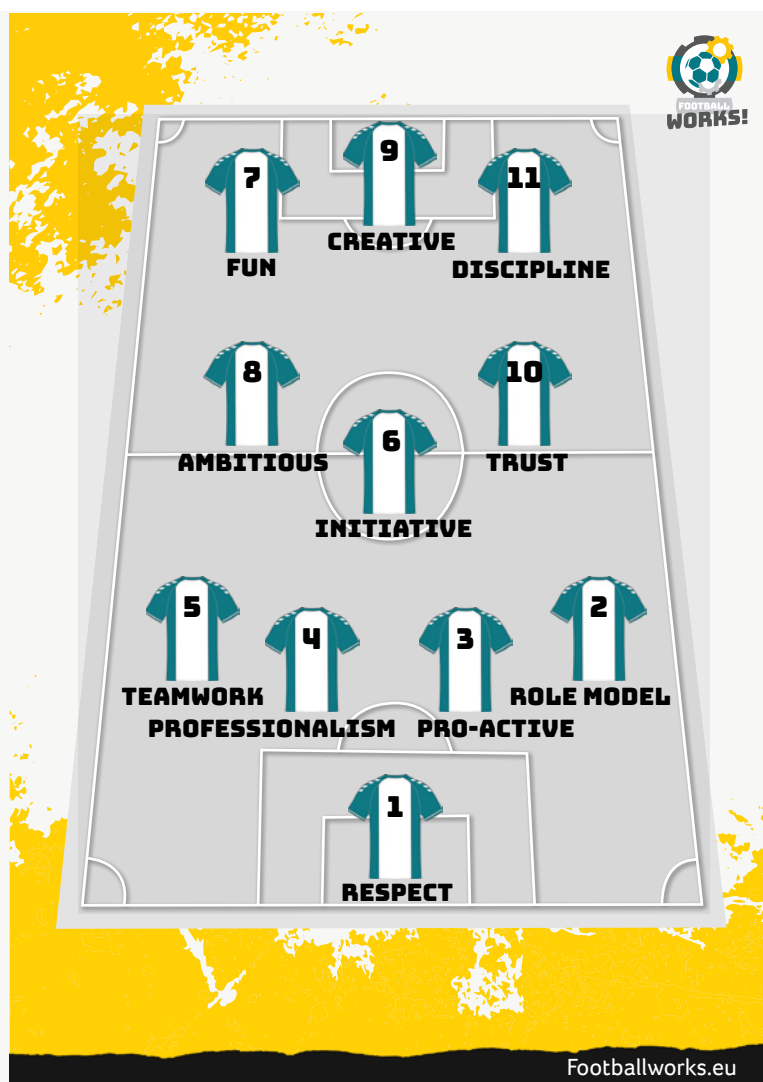 FOOTBALL
WORKS!
9
CREATIVE
7
FUN
11
DISCIPLINE
8
AMBITIOUS
10
TRUST
6
INITIATIVE
5
TEAMWORK
4
PROFESSIONALISM
3
PRO-ACTIVE
2
ROLE MODEL
1
RESPECT
Footballworks.eu